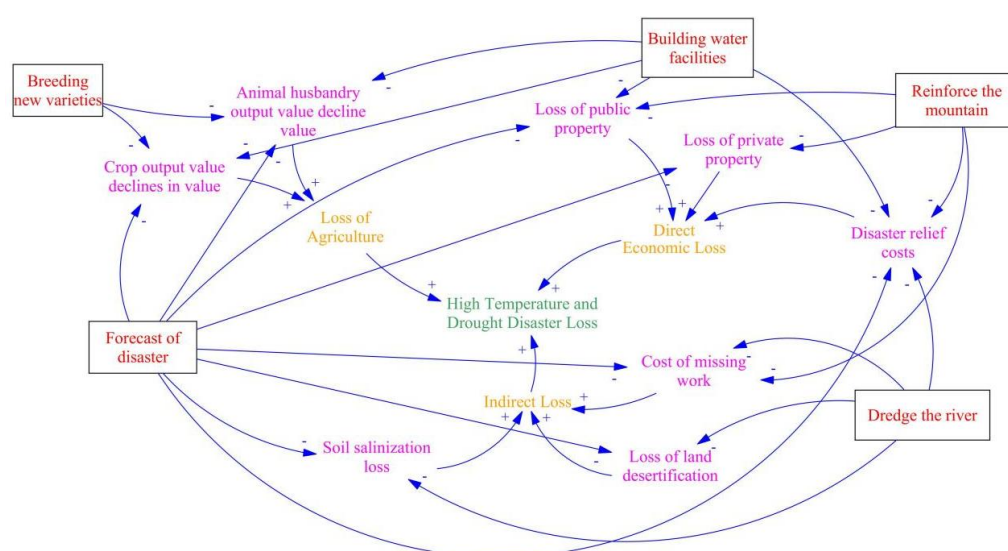 Building water
facilities
Breeding
new varieties
Animal husbandry
output value decline
value
Reinforce the
mountain
Loss of public
property
Loss of private
property
Crop output value
declines in value
Loss of
Agriculture
Direct
Economic Loss
Disaster relief
costs
High Temperature and
Drought Disaster Loss
Forecast of
disaster
Cost of missing
work
Indirect Loss
Dredge the river
Soil salinization
loss
Loss of land
desertification